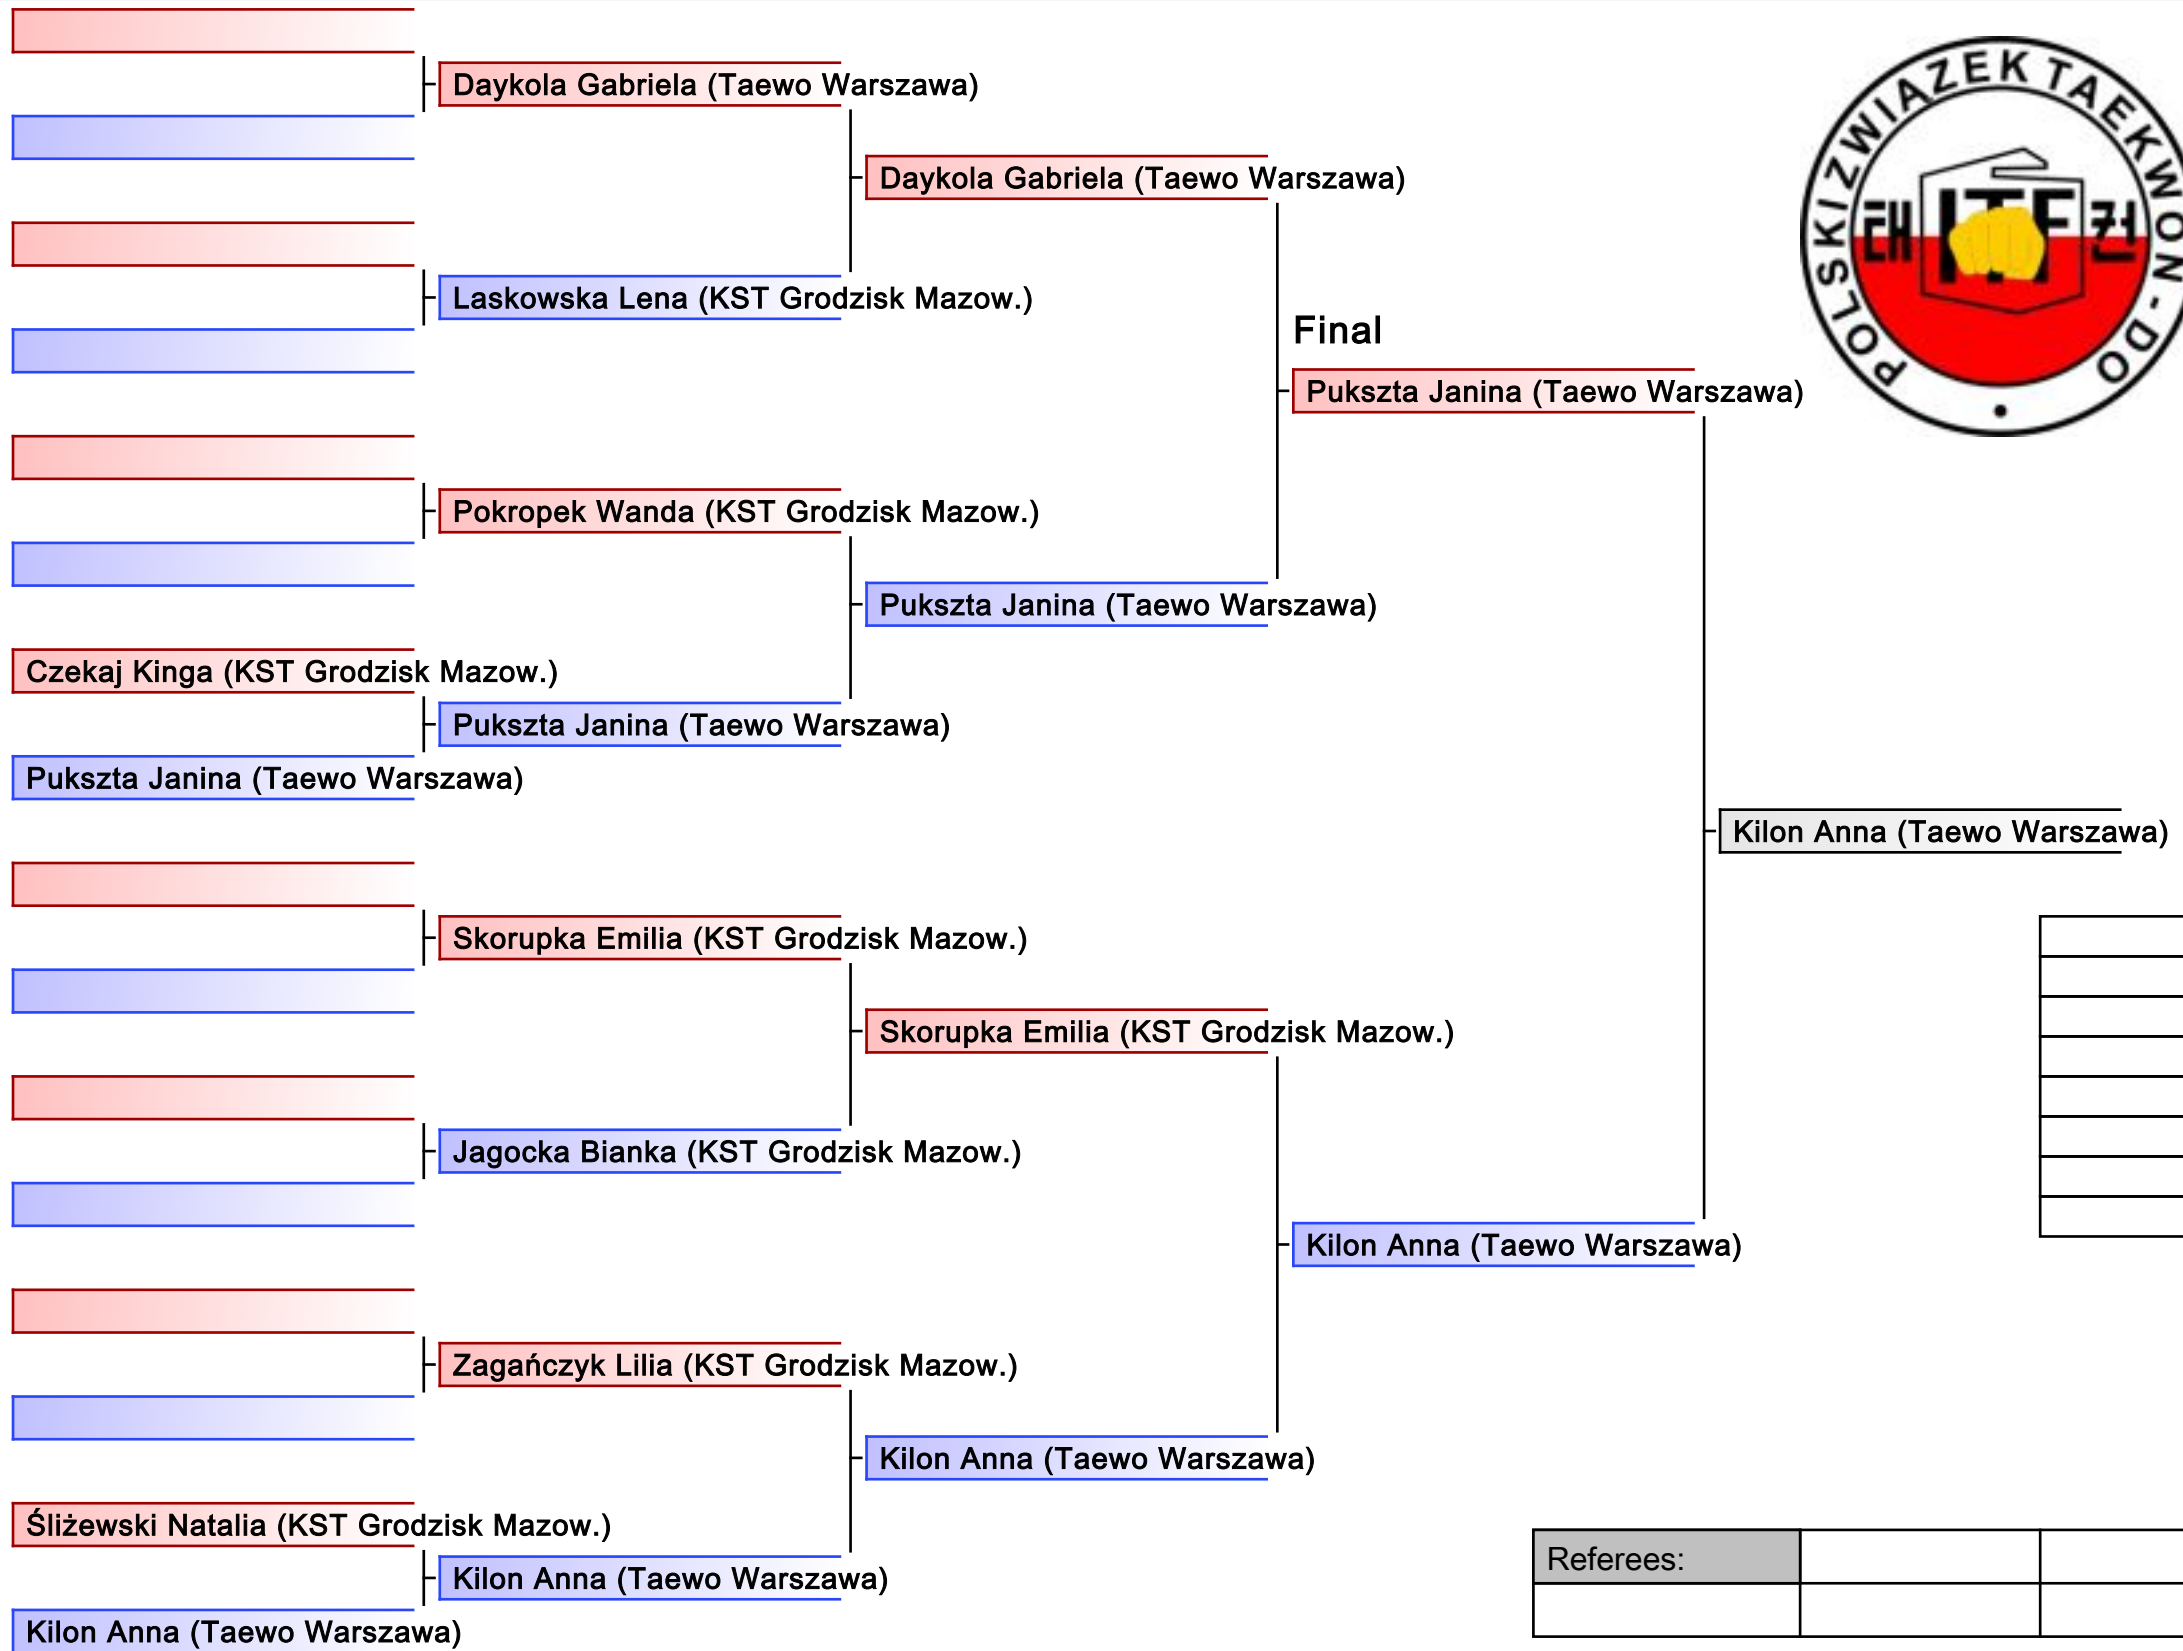 Daykola Gabriela (Taewo Warszawa)
Daykola Gabriela (Taewo Warszawa)
Laskowska Lena (KST Grodzisk Mazow.)
Final
Pukszta Janina (Taewo Warszawa)
Pokropek Wanda (KST Grodzisk Mazow.)
Pukszta Janina (Taewo Warszawa)
Czekaj Kinga (KST Grodzisk Mazow.)
Pukszta Janina (Taewo Warszawa)
Pukszta Janina (Taewo Warszawa)
Kilon Anna (Taewo Warszawa)
Skorupka Emilia (KST Grodzisk Mazow.)
Skorupka Emilia (KST Grodzisk Mazow.)
Jagocka Bianka (KST Grodzisk Mazow.)
Kilon Anna (Taewo Warszawa)
Zagańczyk Lilia (KST Grodzisk Mazow.)
Kilon Anna (Taewo Warszawa)
Śliżewski Natalia (KST Grodzisk Mazow.)
Kilon Anna (Taewo Warszawa)
Kilon Anna (Taewo Warszawa)
Referees:
POLSKI ZWIAZEK TAEKWON-DO
ITF